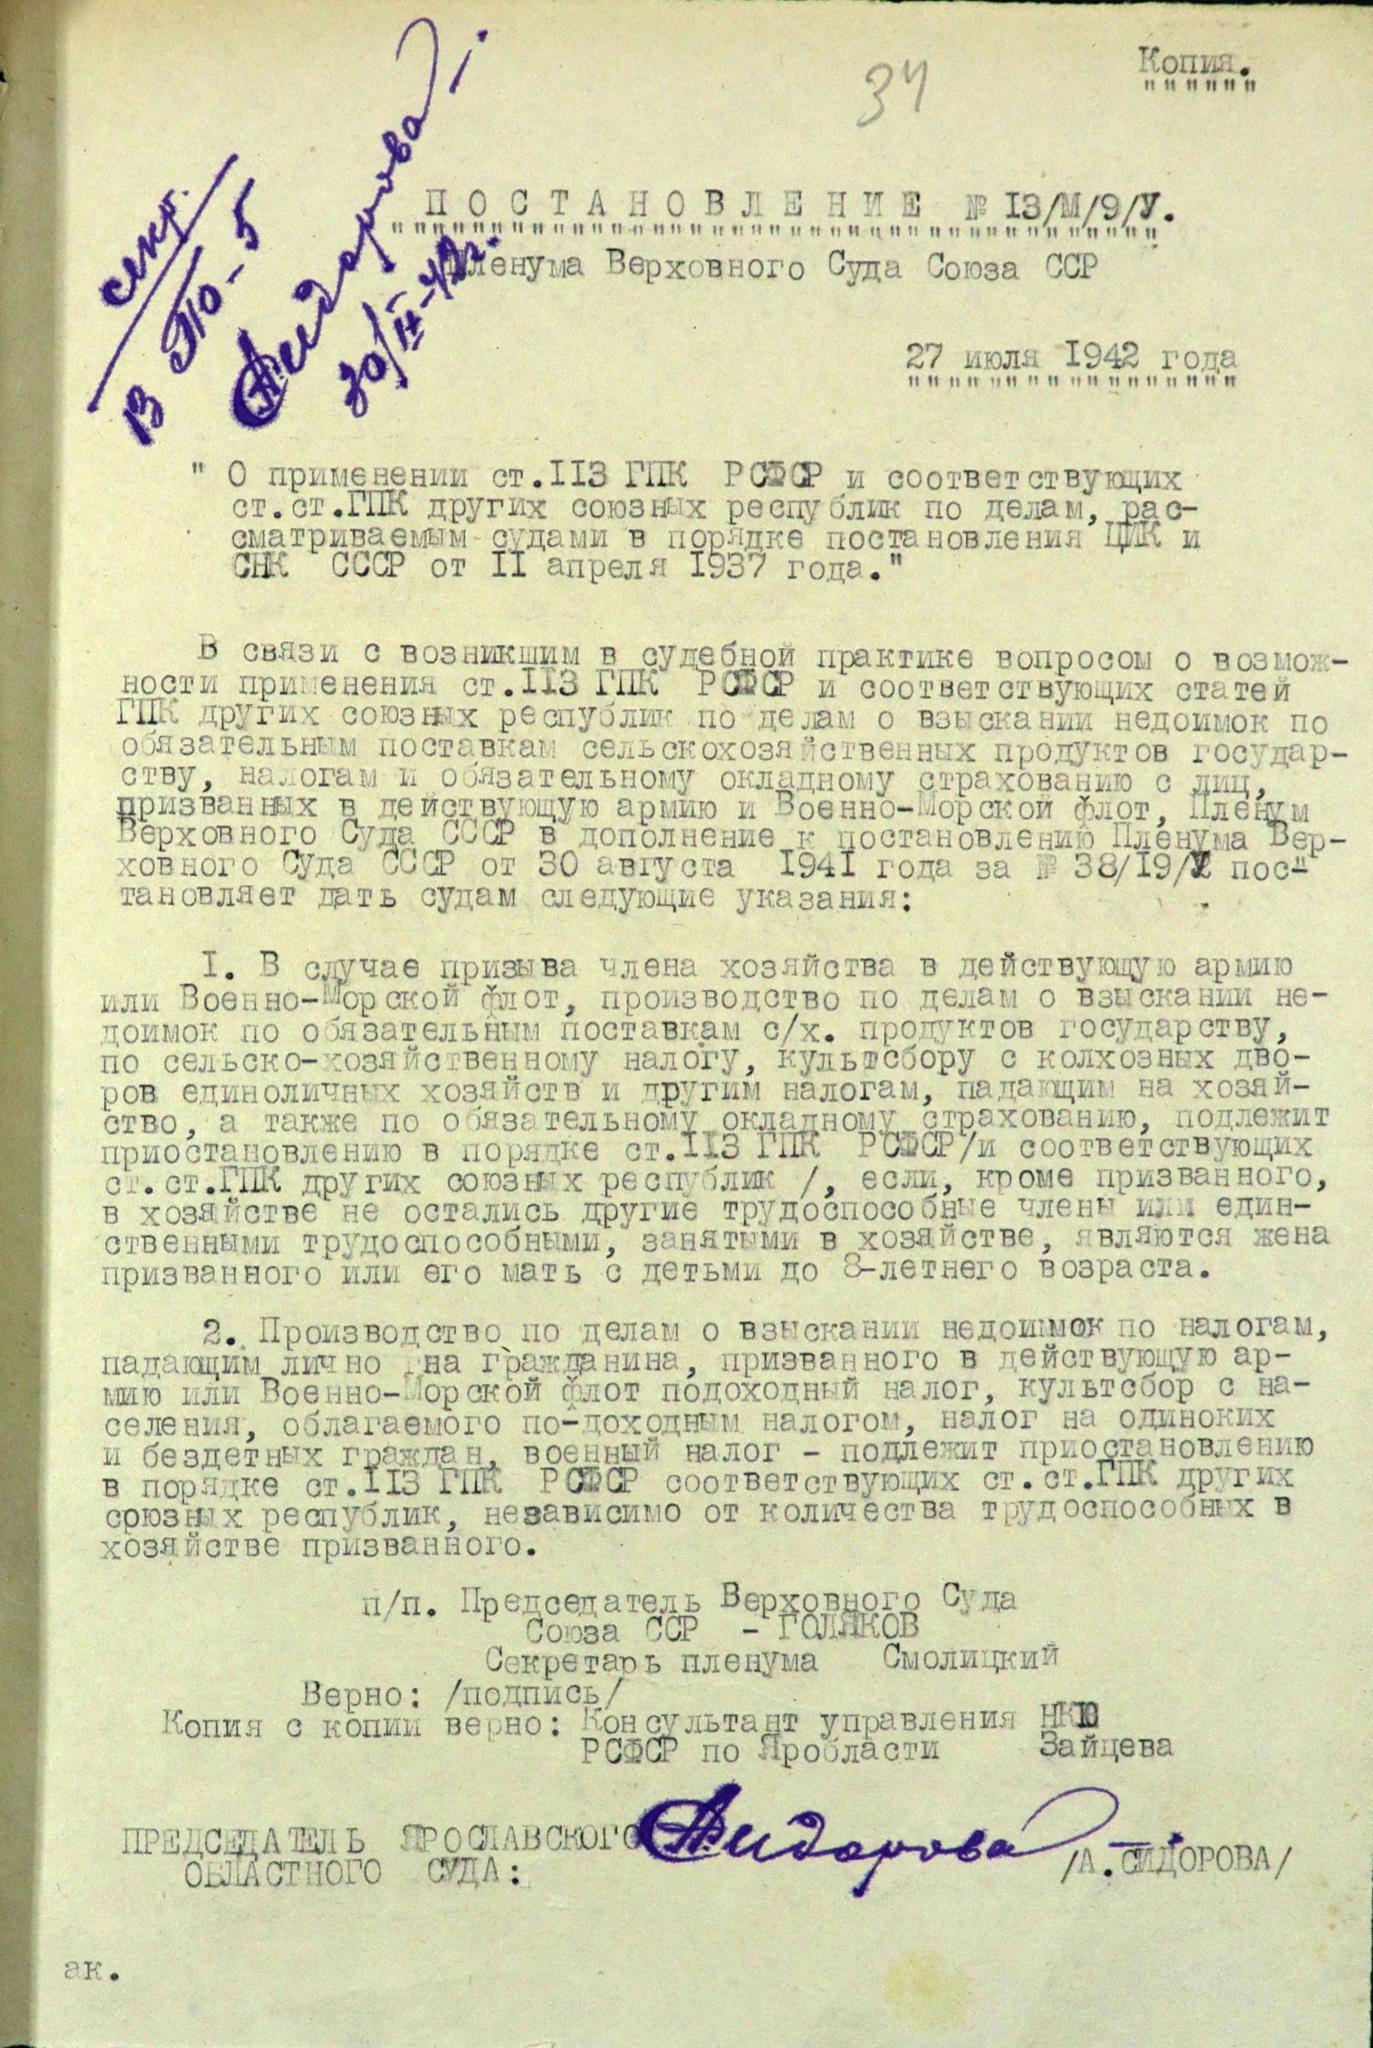 Копия.
34
секр.
в ПО-5
А.Сидорова
ПОСТАНОВЛЕНИЕ № 13/М/9/У.
Пленума Верховного Суда Союза ССР
27 июля 1942 года
" О применении ст.113 ГПК РСФСР и соответствующих
ст.ст.ГПК других союзных республик по делам, рас-
сматриваемым судами в порядке постановления ЦИК и
СНК СССР от 11 апреля 1937 года."
В связи с возникшим в судебной практике вопросом о возмож-
ности применения ст.113 ГПК РСФСР и соответствующих статей
ГПК других союзных республик по делам о взыскании недоимок по
обязательным поставкам сельскохозяйственных продуктов государ-
ству, налогам и обязательному окладному страхованию с лиц,
призванных в действующую армию и Военно-Морской флот, Пленум
Верховного Суда СССР в дополнение к постановлению Пленума Вер-
ховного Суда СССР от 30 августа 1941 года за № 38/19/У пос-
тановляет дать судам следующие указания:
1. В случае призыва члена хозяйства в действующую армию
или Военно-Морской флот, производство по делам о взыскании не-
доимок по обязательным поставкам с/х. продуктов государству,
по сельско-хозяйственному налогу, культсбору с колхозных дво-
ров единоличных хозяйств и другим налогам, падающим на хозяй-
ство, а также по обязательному окладному страхованию, подлежит
приостановлению в порядке ст.113 ГПК РСФСР/и соответствующих
ст.ст.ГПК других союзных республик /, если, кроме призванного,
в хозяйстве не остались другие трудоспособные члены или един-
ственными трудоспособными, занятыми в хозяйстве, являются жена
призванного или его мать с детьми до 8-летнего возраста.
2. Производство по делам о взыскании недоимок по налогам,
падающим лично на гражданина, призванного в действующую ар-
мию или Военно-Морской флот подоходный налог, культсбор с на-
селения, облагаемого по-доходным налогом, налог на одиноких
и бездетных граждан, военный налог - подлежит приостановлению
в порядке ст.113 ГПК РСФСР соответствующих ст.ст.ГПК других
союзных республик, независимо от количества трудоспособных в
хозяйстве призванного.
п/п. Председатель Верховного Суда
Союза ССР - ГОЛЯКОВ
Секретарь пленума Смолицкий
Верно: /подпись/
Копия с копии верно: Консультант управления НКЮ
РСФСР по Яробласти Зайцева
ПРЕДСЕДАТЕЛЬ ЯРОСЛАВСКОГО А.Сидорова
ОБЛАСТНОГО СУДА: /А.СИДОРОВА/
ак.